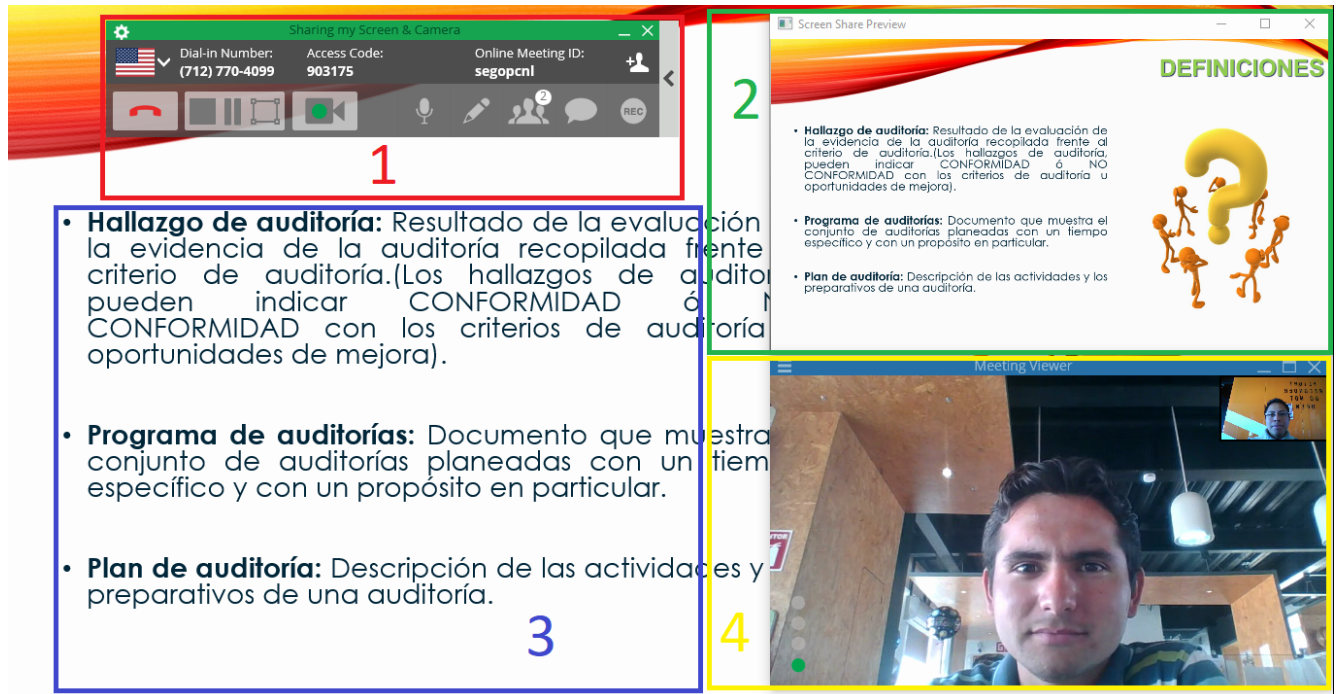 Sharing my Screen & Camera
Dial-in Number: Access Code: Online Meeting ID:
(712) 770-4099 903175 segopcnl
2
REC
1
• Hallazgo de auditoría: Resultado de la evaluación
la evidencia de la auditoría recopilada frente
criterio de auditoría.(Los hallazgos de auditor
pueden indicar CONFORMIDAD ó N
CONFORMIDAD con los criterios de auditoría
oportunidades de mejora).
• Programa de auditorías: Documento que muestra
conjunto de auditorías planeadas con un tiem
específico y con un propósito en particular.
• Plan de auditoría: Descripción de las actividades y
preparativos de una auditoría.
3
Screen Share Preview
DEFINICIONES
2
• Hallazgo de auditoría: Resultado de la evaluación de
la evidencia de la auditoría recopilada frente al
criterio de auditoría.(Los hallazgos de auditoría,
pueden indicar CONFORMIDAD ó NO
CONFORMIDAD con los criterios de auditoría u
oportunidades de mejora).
• Programa de auditorías: Documento que muestra el
conjunto de auditorías planeadas con un tiempo
específico y con un propósito en particular.
• Plan de auditoría: Descripción de las actividades y los
preparativos de una auditoría.
Meeting Viewer
4